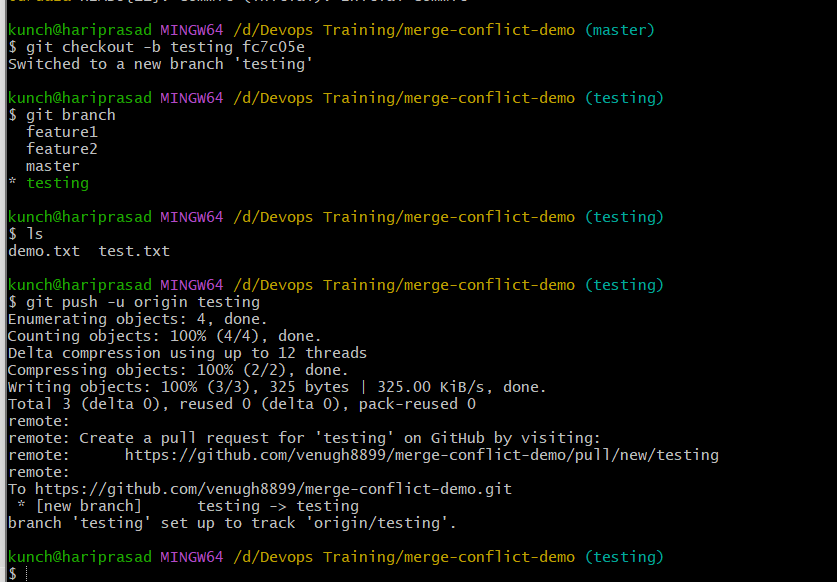 kunch@hariprasad MINGW64 /d/Devops Training/merge-conflict-demo (master)
$ git checkout -b testing fc7c05e
Switched to a new branch 'testing'
kunch@hariprasad MINGW64 /d/Devops Training/merge-conflict-demo (testing)
$ git branch
  feature1
  feature2
  master
* testing
kunch@hariprasad MINGW64 /d/Devops Training/merge-conflict-demo (testing)
$ ls
demo.txt  test.txt
kunch@hariprasad MINGW64 /d/Devops Training/merge-conflict-demo (testing)
$ git push -u origin testing
Enumerating objects: 4, done.
Counting objects: 100% (4/4), done.
Delta compression using up to 12 threads
Compressing objects: 100% (2/2), done.
Writing objects: 100% (3/3), 325 bytes | 325.00 KiB/s, done.
Total 3 (delta 0), reused 0 (delta 0), pack-reused 0
remote:
remote: Create a pull request for 'testing' on GitHub by visiting:
remote:      https://github.com/venugh8899/merge-conflict-demo/pull/new/testing
remote:
To https://github.com/venugh8899/merge-conflict-demo.git
 * [new branch]      testing -> testing
branch 'testing' set up to track 'origin/testing'.
kunch@hariprasad MINGW64 /d/Devops Training/merge-conflict-demo (testing)
$